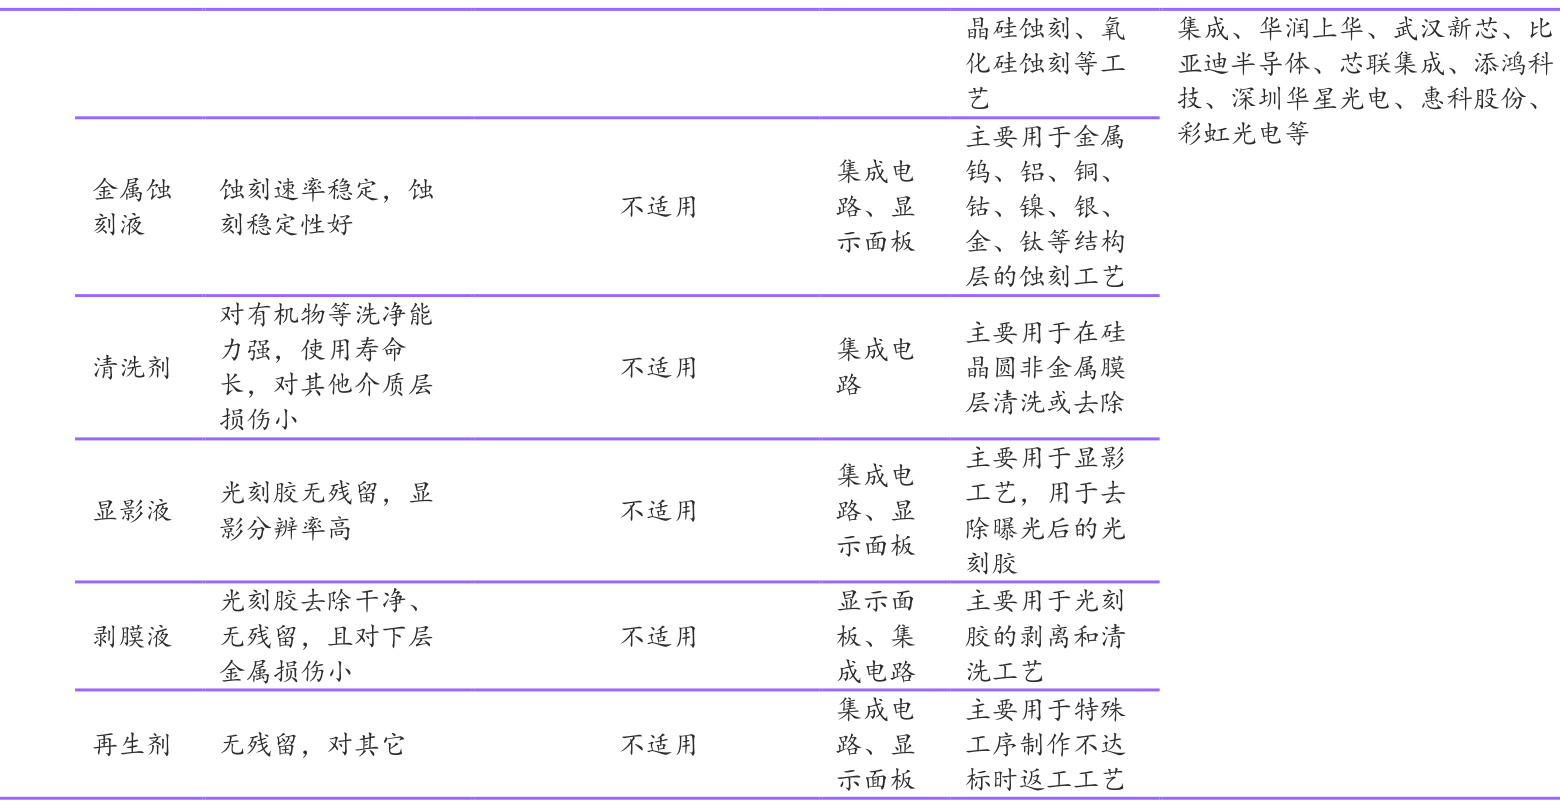 晶硅蚀刻、氧
化硅蚀刻等工
艺
集成、华润上华、武汉新芯、比
亚迪半导体、芯联集成、添鸿科
技、深圳华星光电、惠科股份、
彩虹光电等
金属蚀
刻液
蚀刻速率稳定，蚀
刻稳定性好
不适用
集成电
路、显
示面板
主要用于金属
钨、铝、铜、
钴、镍、银、
金、钛等结构
层的蚀刻工艺
清洗剂
对有机物等洗净能
力强，使用寿命
长，对其他介质层
损伤小
不适用
集成电
路
主要用于在硅
晶圆非金属膜
层清洗或去除
显影液
光刻胶无残留，显
影分辨率高
不适用
集成电
路、显
示面板
主要用于显影
工艺，用于去
除曝光后的光
刻胶
剥膜液
光刻胶去除干净、
无残留，且对下层
金属损伤小
不适用
显示面
板、集
成电路
主要用于光刻
胶的剥离和清
洗工艺
再生剂
无残留，对其它
不适用
集成电
路、显
示面板
主要用于特殊
工序制作不达
标时返工工艺